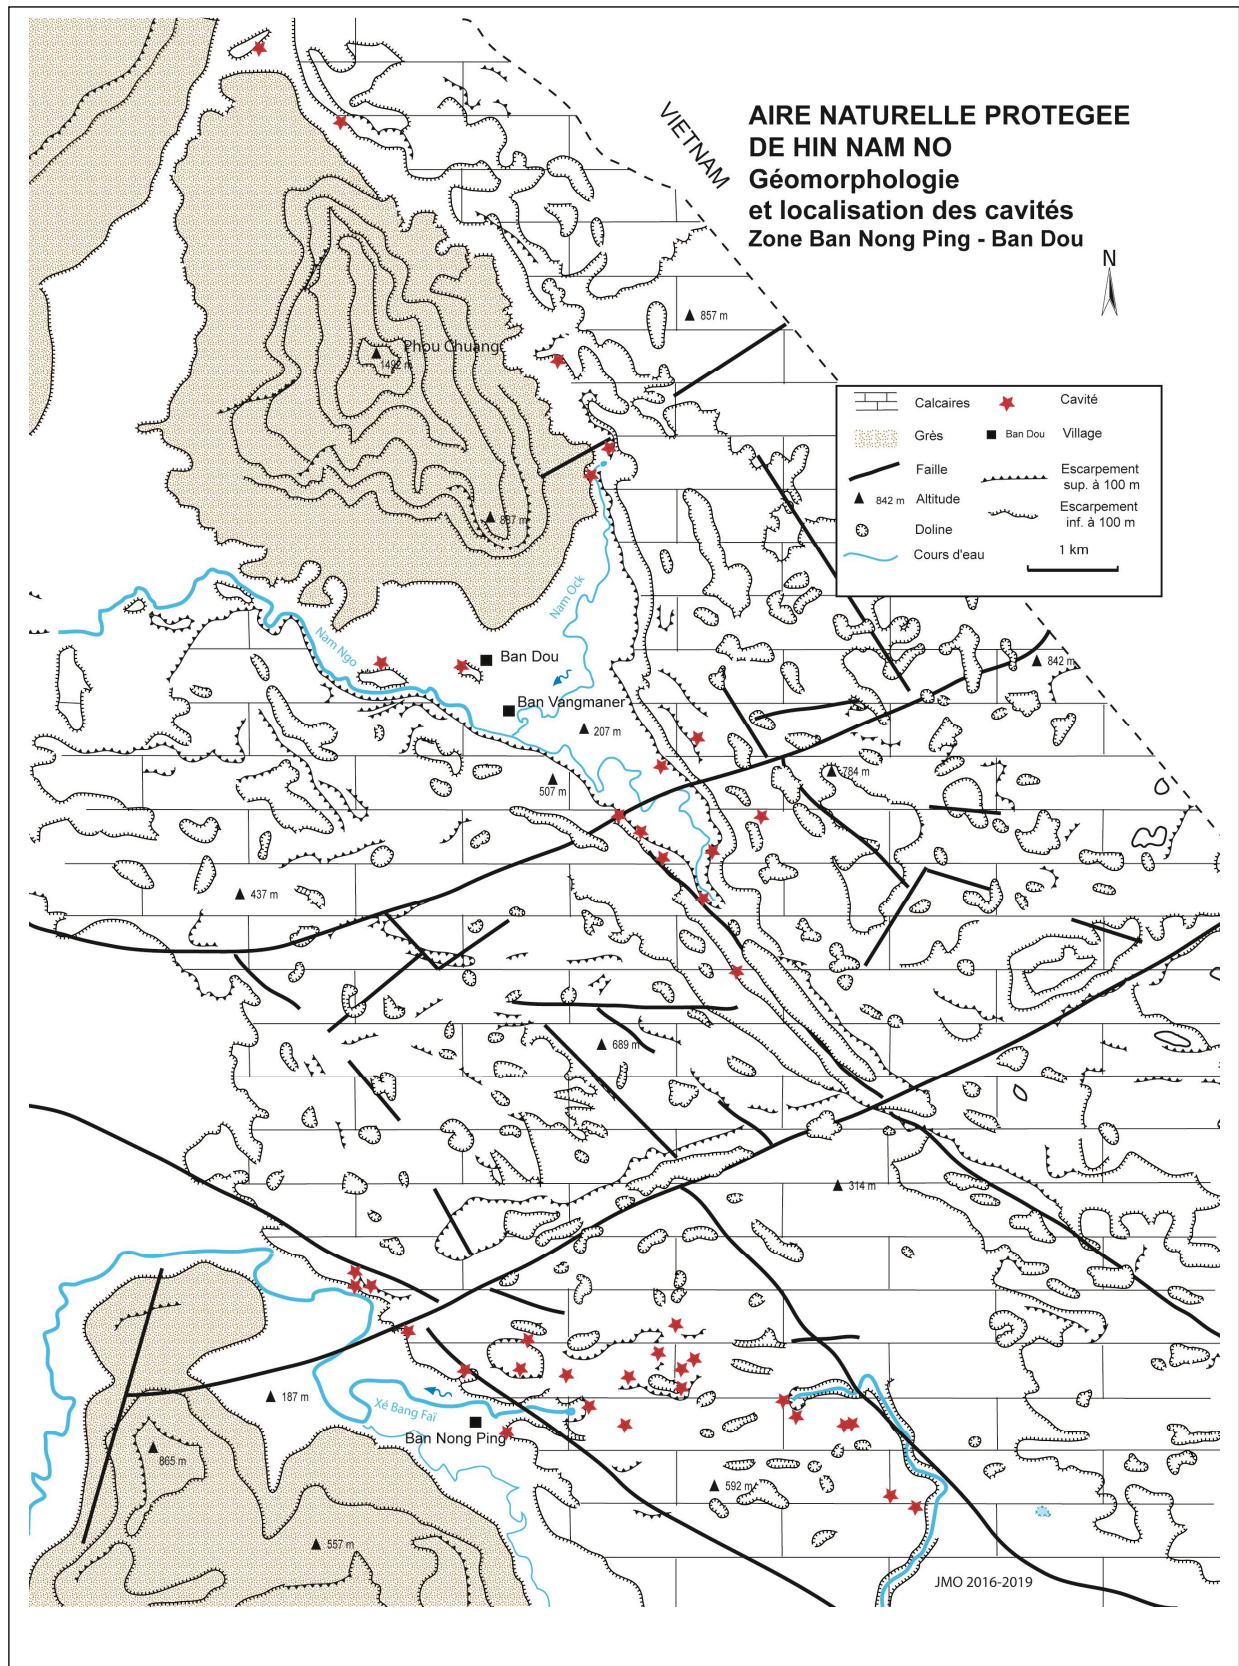 AIRE NATURELLE PROTEGEE
DE HIN NAM NO
Géomorphologie
et localisation des cavités
Zone Ban Nong Ping - Ban Dou
VIETNAM
N
857 m
Phou Chuang
1492 m
Calcaires
Cavité
Grès
Ban Dou
Village
Faille
Escarpement
sup. à 100 m
842 m
Altitude
Escarpement
inf. à 100 m
Doline
Cours d'eau
1 km
887 m
Nam Ock
Nam Ngo
Ban Dou
842 m
Ban Vangmaner
207 m
784 m
507 m
437 m
689 m
314 m
187 m
Xé Bang Faï
Ban Nong Ping
865 m
592 m
557 m
JMO 2016-2019